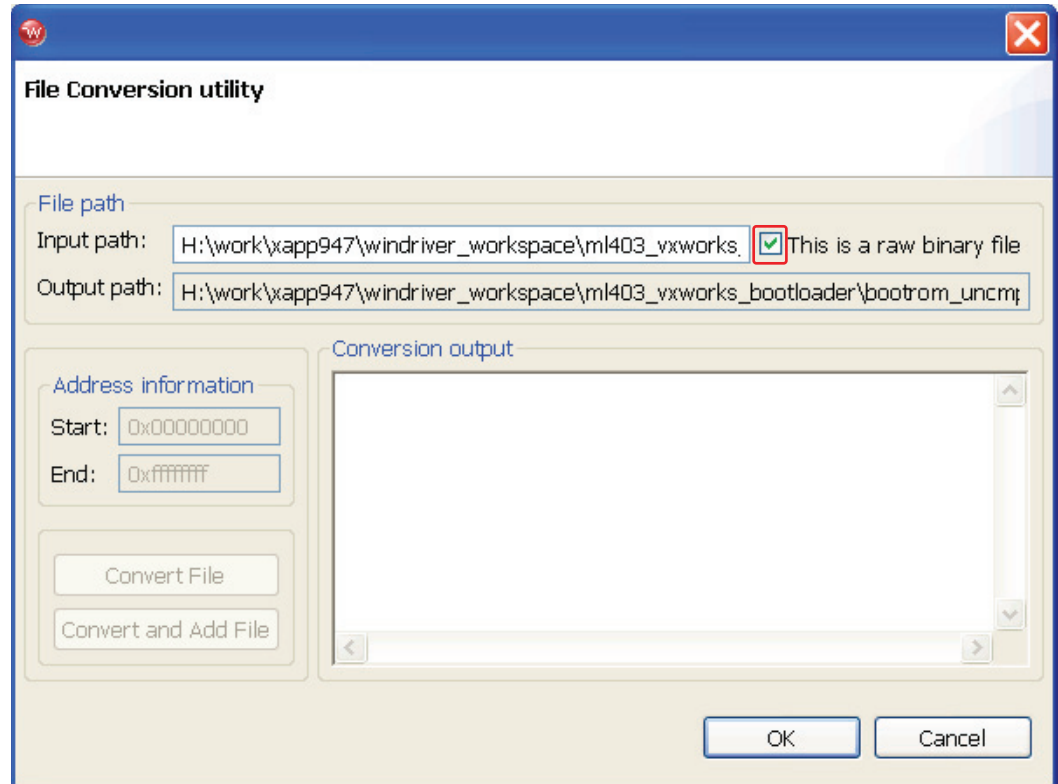 W
File Conversion utility
File path
Input path: H:\work\xapp947\windriver_workspace\ml403_vxworks_ This is a raw binary file
Output path: H:\work\xapp947\windriver_workspace\ml403_vxworks_bootloader\bootrom_uncmp
Address information
Start: 0x00000000
End: 0xffffffff
Convert File
Convert and Add File
Conversion output
OK Cancel